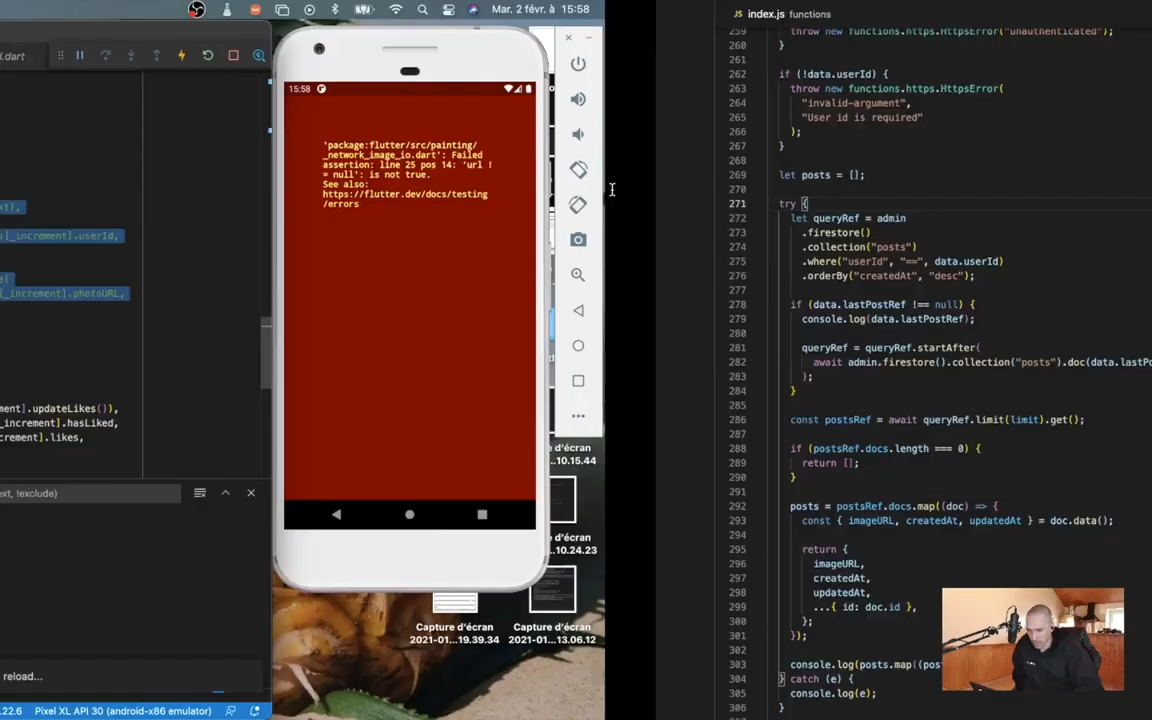 Mar. 2 févr. à 15:58
.dart
xt),
s[_increment].userId,
e(
[_increment].photoURL,
ment].updateLikes()),
_increment].hasLiked,
crement].likes,
ext, !exclude)
reload...
.22.6
Pixel XL API 30 (android-x86 emulator)
15:58
'package:flutter/src/painting/
_network_image_io.dart': Failed
assertion: line 25 pos 14: 'url !
= null': is not true.
See also:
https://flutter.dev/docs/testing
/errors
e d'écran
...10.15.44
e d'écran
...10.24.23
Capture d'écran
2021-01...19.39.34
Capture d'écran
2021-01...13.06.12
index.js functions
259 throw new functions.https.HttpsError("unauthenticated");
260 }
261
262 if (!data.userId) {
263 throw new functions.https.HttpsError(
264 "invalid-argument",
265 "User id is required"
266 );
267 }
268
269 let posts = [];
270
271 try {
272 let queryRef = admin
273 .firestore()
274 .collection("posts")
275 .where("userId", "==", data.userId)
276 .orderBy("createdAt", "desc");
277
278 if (data.lastPostRef !== null) {
279 console.log(data.lastPostRef);
280
281 queryRef = queryRef.startAfter(
282 await admin.firestore().collection("posts").doc(data.lastPo
283 );
284 }
285
286 const postsRef = await queryRef.limit(limit).get();
287
288 if (postsRef.docs.length === 0) {
289 return [];
290 }
291
292 posts = postsRef.docs.map((doc) => {
293 const { imageURL, createdAt, updatedAt } = doc.data();
294
295 return {
296 imageURL,
297 createdAt,
298 updatedAt,
299 ...{ id: doc.id },
300 };
301 });
302
303 console.log(posts.map((pos
304 } catch (e) {
305 console.log(e);
306 }